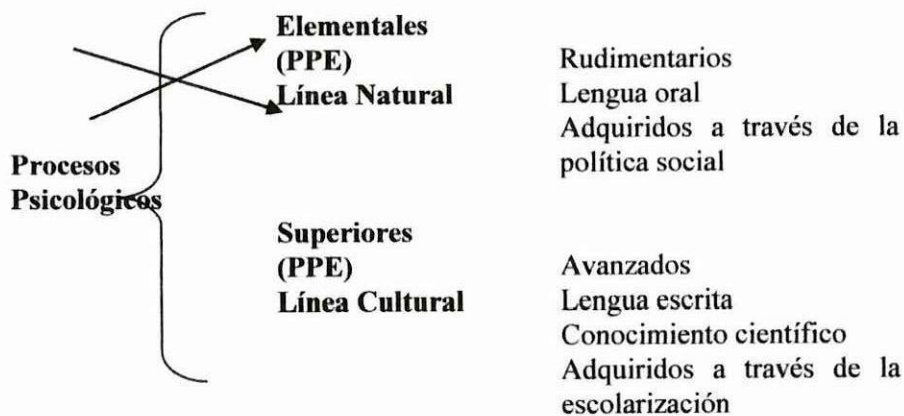 Elementales
(PPE)
Línea Natural
Rudimentarios
Lengua oral
Adquiridos a través de la
política social
Procesos
Psicológicos
Superiores
(PPE)
Línea Cultural
Avanzados
Lengua escrita
Conocimiento científico
Adquiridos a través de la
escolarización